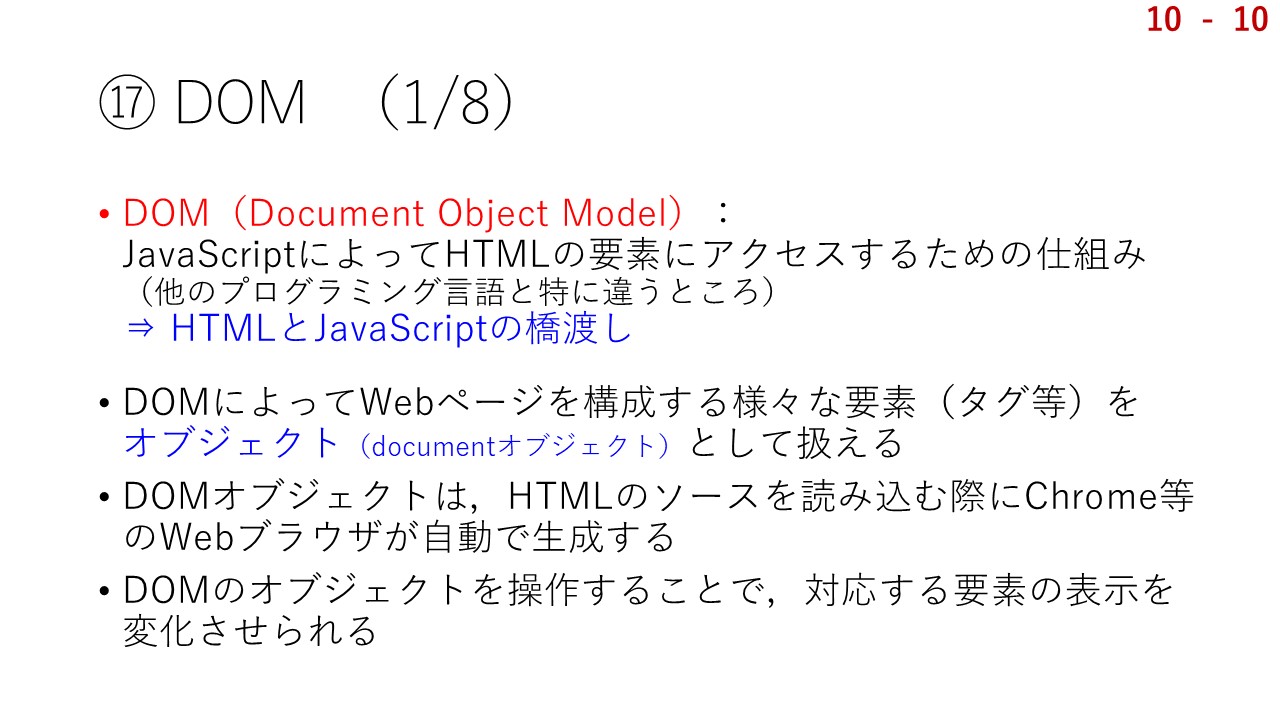 10 - 10
⑰ DOM （1/8）
• DOM（Document Object Model）：
JavaScriptによってHTMLの要素にアクセスするための仕組み
（他のプログラミング言語と特に違うところ）
⇒ HTMLとJavaScriptの橋渡し
• DOMによってWebページを構成する様々な要素（タグ等）を
オブジェクト（documentオブジェクト）として扱える
• DOMオブジェクトは，HTMLのソースを読み込む際にChrome等
のWebブラウザが自動で生成する
• DOMのオブジェクトを操作することで，対応する要素の表示を
変化させられる